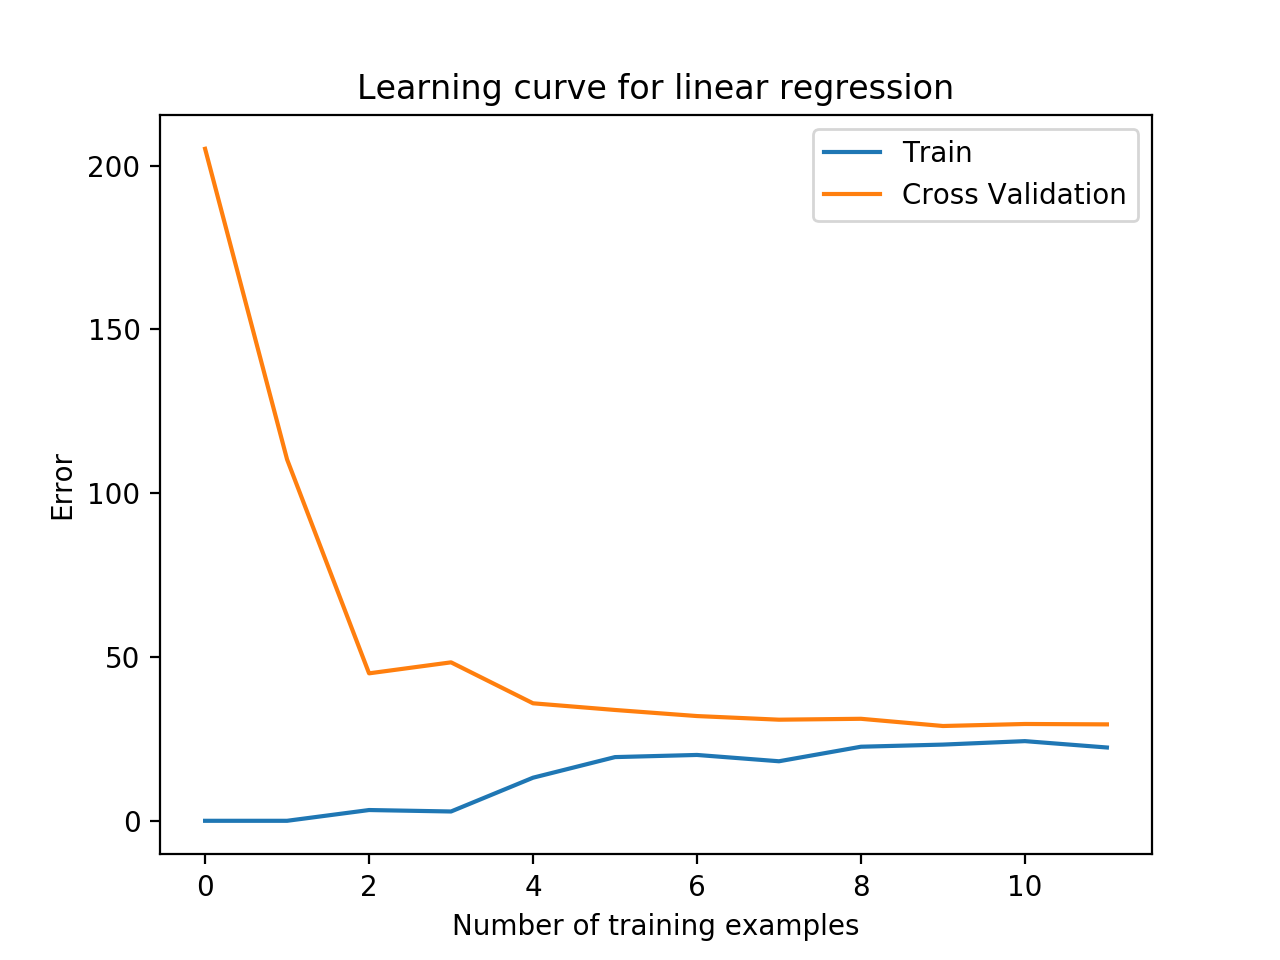 Learning curve for linear regression
Train
Cross Validation
200
150
100
50
0
Error
0 2 4 6 8 10
Number of training examples